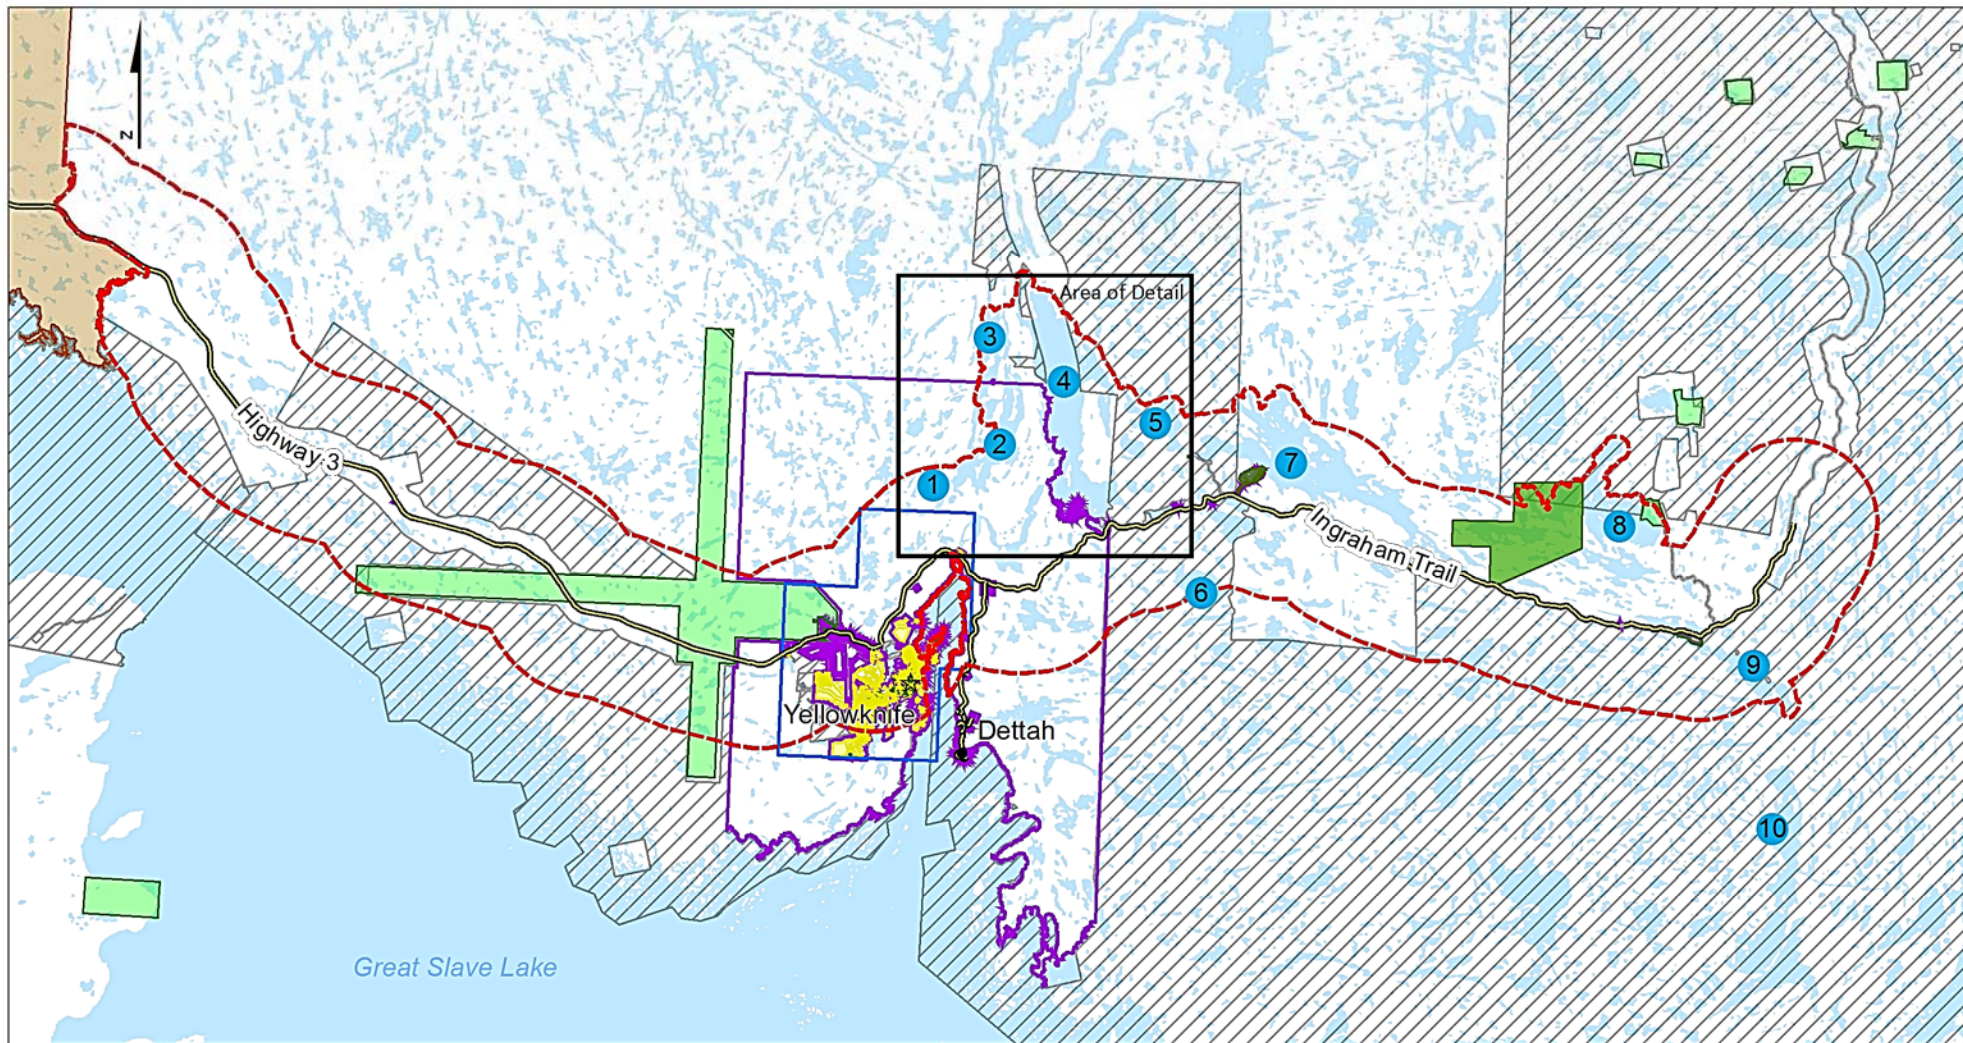 N
Area of Detail
3
4
5
2
7
1
Highway 3
8
Ingraham Trail
6
9
Yellowknife
Dettah
10
Great Slave Lake